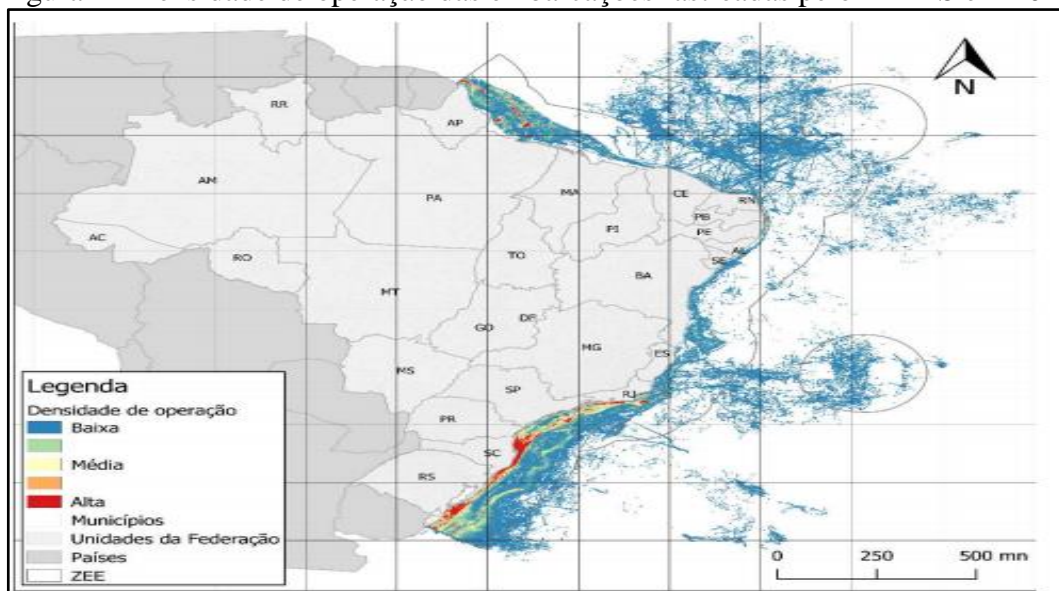 N
RR
AP
AM
PA
MA
CE
RN
PB
PE
PI
AC
AL
SE
TO
RO
BA
MT
DF
GO
MG
ES
MS
SP
RJ
PR
SC
RS
Legenda
Densidade de operação
Baixa
Média
Alta
Municípios
Unidades da Federação
Países
ZEE
0 250 500 mn